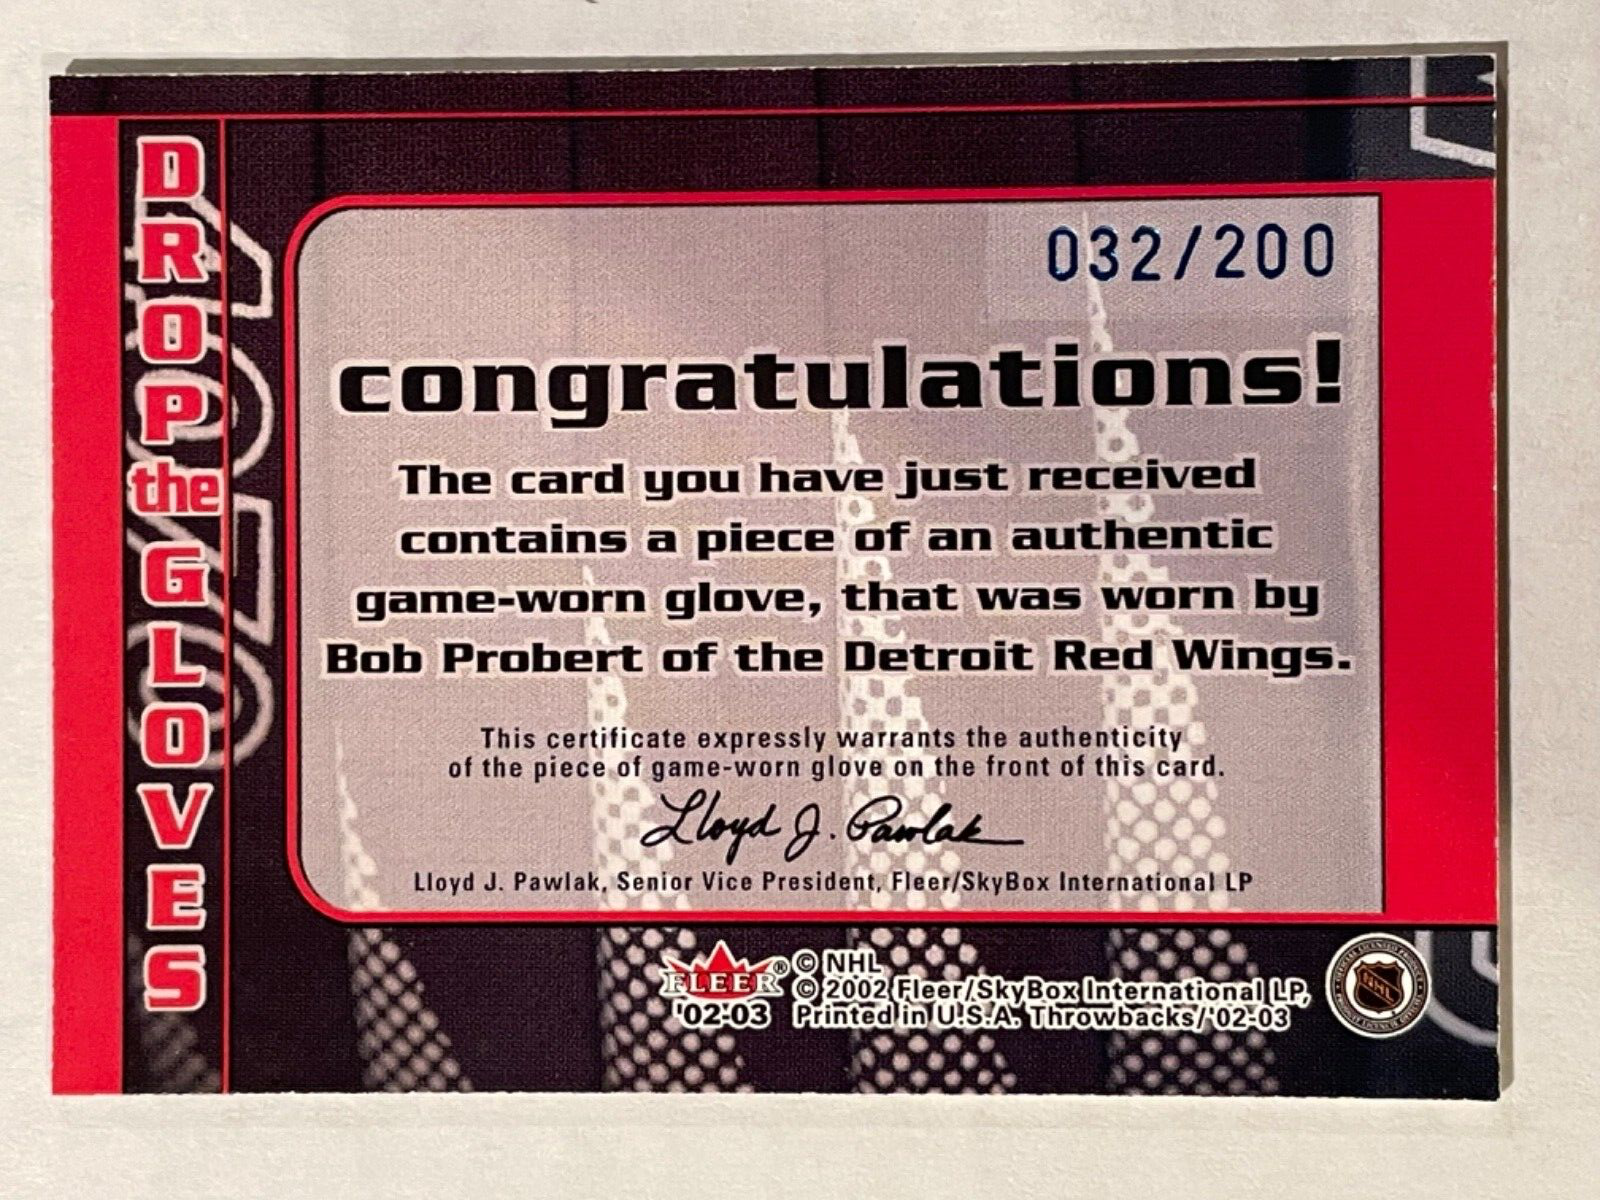 DROP the GLOVES
032/200
congratulations!
The card you have just received
contains a piece of an authentic
game-worn glove, that was worn by
Bob Probert of the Detroit Red Wings.
This certificate expressly warrants the authenticity
of the piece of game-worn glove on the front of this card.
Lloyd J. Pawlak
Lloyd J. Pawlak, Senior Vice President, Fleer/SkyBox International LP
FLEER®
'02-03
© NHL
© 2002 Fleer/SkyBox International LP,
Printed in U.S.A. Throwbacks/'02-03
NHL